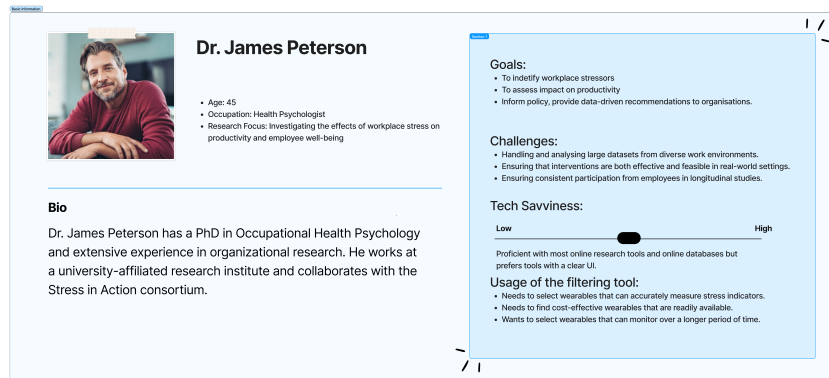 Basic information
Dr. James Peterson
• Age: 45
• Occupation: Health Psychologist
• Research Focus: Investigating the effects of workplace stress on
productivity and employee well-being
Bio
Dr. James Peterson has a PhD in Occupational Health Psychology
and extensive experience in organizational research. He works at
a university-affiliated research institute and collaborates with the
Stress in Action consortium.
Section 1
Goals:
• To indetify workplace stressors
• To assess impact on productivity
• Inform policy, provide data-driven recommendations to organisations.
Challenges:
• Handling and analysing large datasets from diverse work environments.
• Ensuring that interventions are both effective and feasible in real-world settings.
• Ensuring consistent participation from employees in longitudinal studies.
Tech Savviness:
Low High
Proficient with most online research tools and online databases but
prefers tools with a clear UI.
Usage of the filtering tool:
• Needs to select wearables that can accurately measure stress indicators.
• Needs to find cost-effective wearables that are readily available.
• Wants to select wearables that can monitor over a longer period of time.